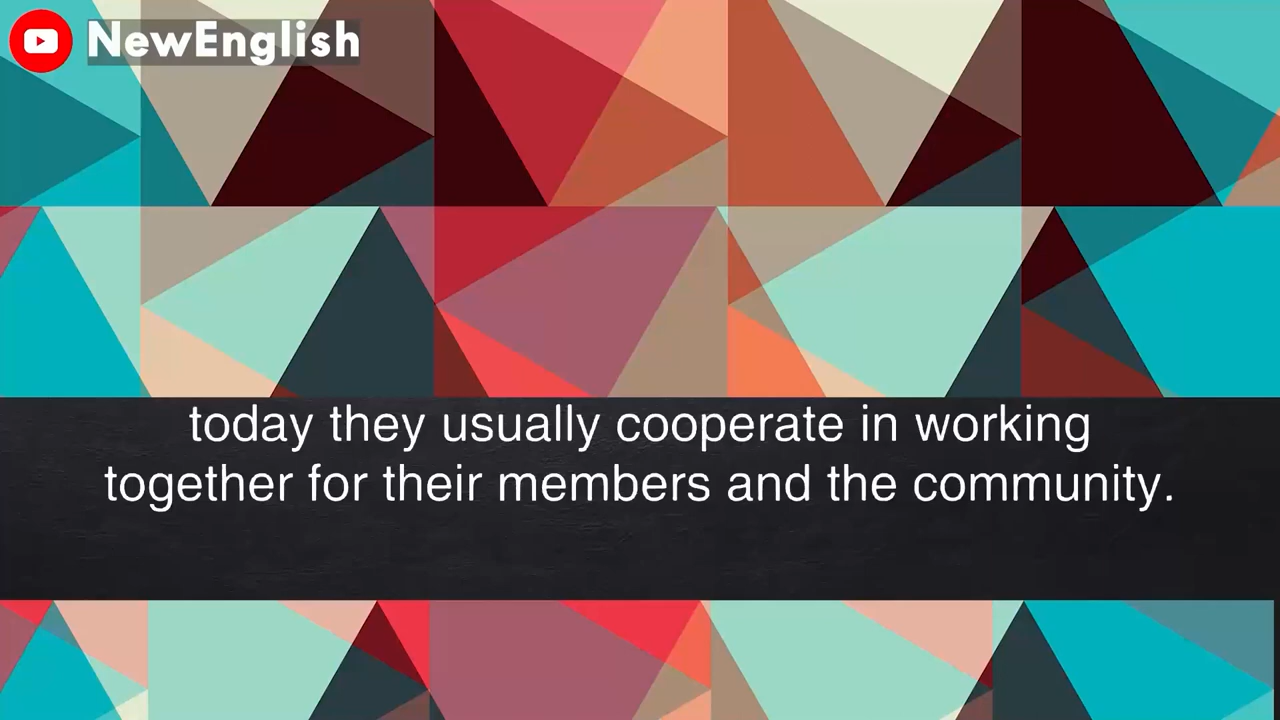 NewEnglish
today they usually cooperate in working
together for their members and the community.